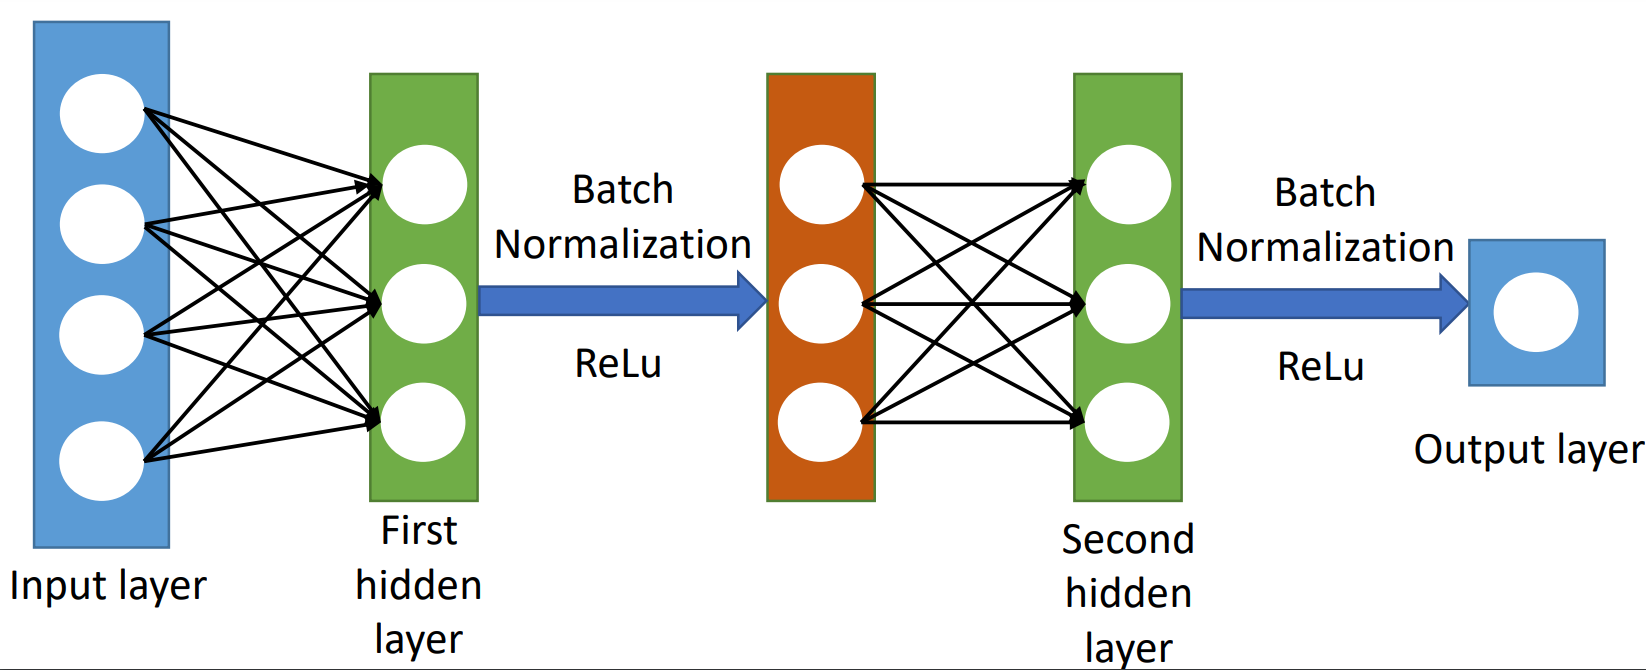 Input layer
First
hidden
layer
Batch
Normalization
ReLu
Second
hidden
layer
Batch
Normalization
ReLu
Output layer